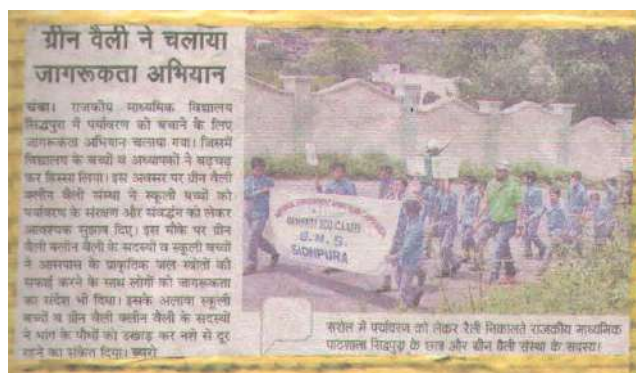 ग्रीन वैली ने चलाया
जागरूकता अभियान
चंबा। राजकीय माध्यमिक विद्यालय
सिद्धपुरा में पर्यावरण को बचाने के लिए
जागरूकता अभियान चलाया गया। जिसमें
विद्यालय के बच्चों व अध्यापकों ने बढ़चढ़
कर हिस्सा लिया। इस अवसर पर ग्रीन वैली
क्लीन वैली संस्था ने स्कूली बच्चों को
पर्यावरण के संरक्षण और संवर्द्धन को लेकर
आवश्यक सुझाव दिए। इस मौके पर ग्रीन
वैली क्लीन वैली के सदस्यों व स्कूली बच्चों
ने आसपास के प्राकृतिक जल स्त्रोतों की
सफाई करने के साथ लोगों को जागरूकता
का संदेश भी दिया। इसके अलावा स्कूली
बच्चों व ग्रीन वैली क्लीन वैली के सदस्यों
ने भांग के पौधों को उखाड़ कर नशे से दूर
रहने का संकेत दिया। ब्यूरो
ECO CLUB
G.M.S.
SIDHPURA
सरोल में पर्यावरण को लेकर रैली निकालते राजकीय माध्यमिक
पाठशाला सिद्धपुरा के छात्र और ग्रीन वैली संस्था के सदस्य।